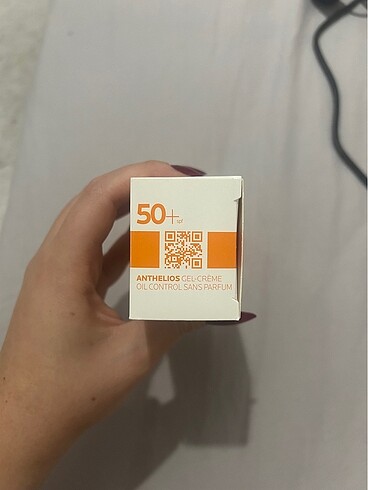 50+
ANTHELIOS GEL-CRÈME
OIL CONTROL SANS PARFUM